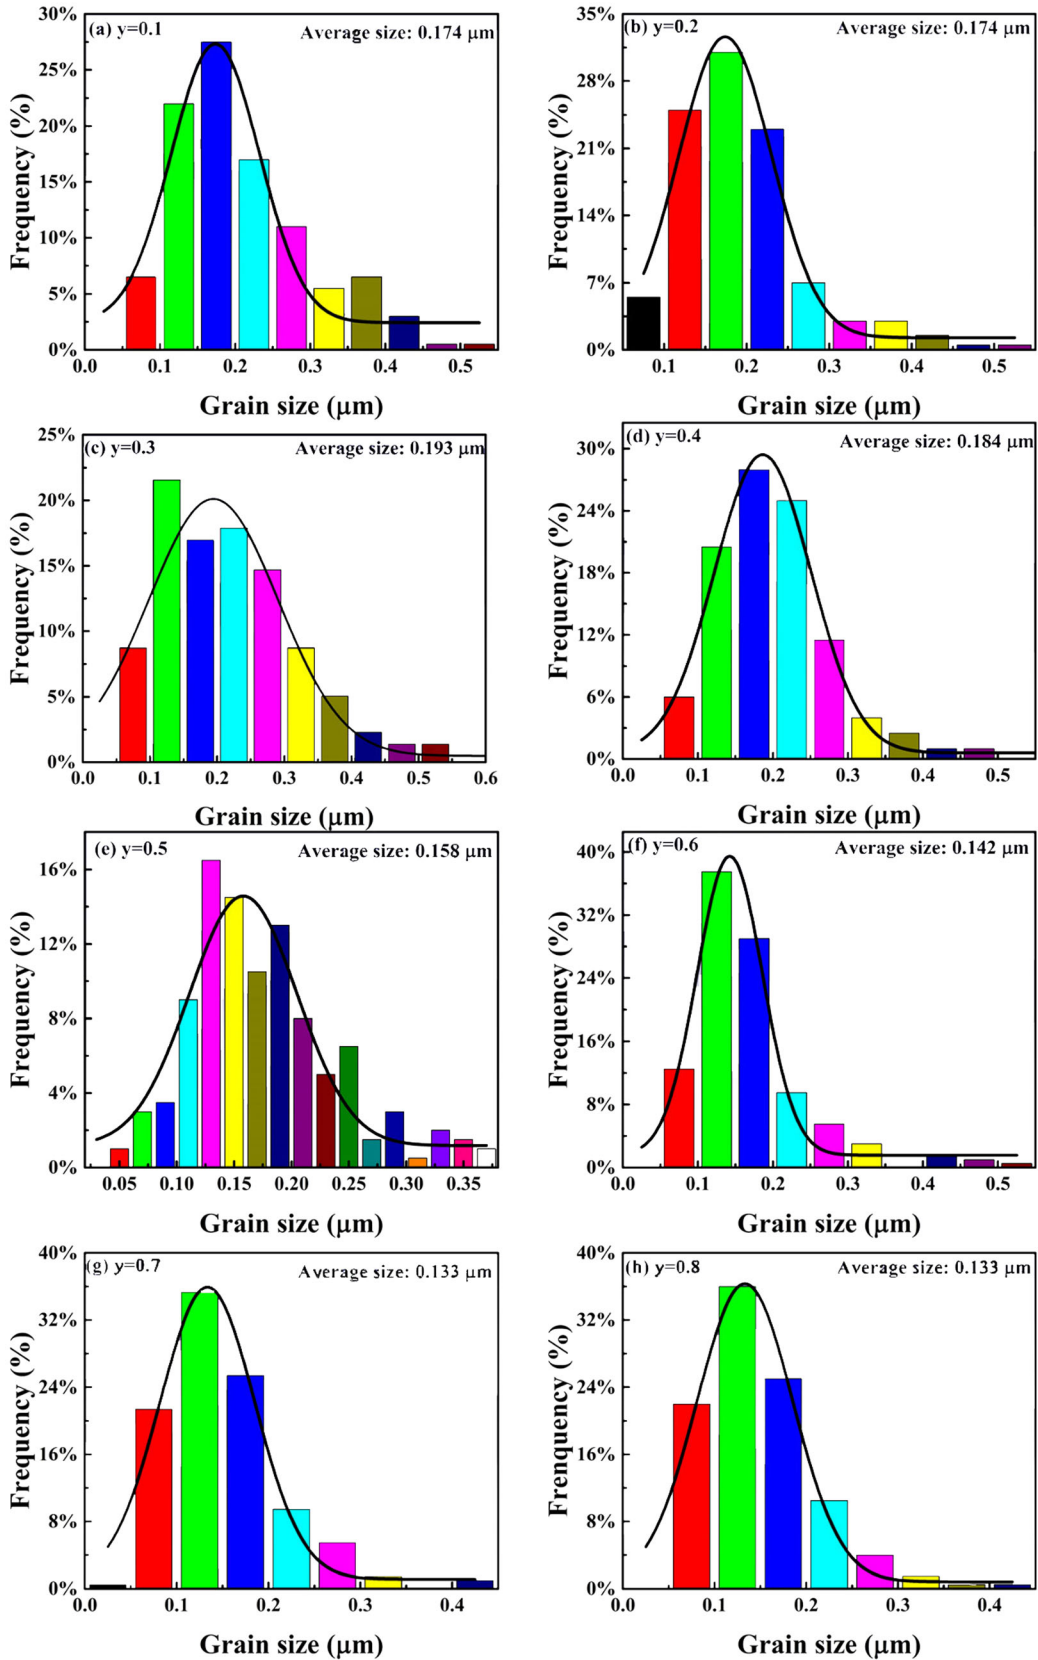 (a) y=0.1 Average size: 0.174 μm
30%
25%
20%
15%
10%
5%
0%
Frequency (%)
0.0 0.1 0.2 0.3 0.4 0.5
Grain size (μm)
(b) y=0.2 Average size: 0.174 μm
35%
28%
21%
14%
7%
0%
Frequency (%)
0.1 0.2 0.3 0.4 0.5
Grain size (μm)
(c) y=0.3 Average size: 0.193 μm
25%
20%
15%
10%
5%
0%
Frequency (%)
0.0 0.1 0.2 0.3 0.4 0.5 0.6
Grain size (μm)
(d) y=0.4 Average size: 0.184 μm
30%
24%
18%
12%
6%
0%
Frequency (%)
0.0 0.1 0.2 0.3 0.4 0.5
Grain size (μm)
(e) y=0.5 Average size: 0.158 μm
16%
12%
8%
4%
0%
Frequency (%)
0.05 0.10 0.15 0.20 0.25 0.30 0.35
Grain size (μm)
(f) y=0.6 Average size: 0.142 μm
40%
32%
24%
16%
8%
0%
Frequency (%)
0.0 0.1 0.2 0.3 0.4 0.5
Grain size (μm)
(g) y=0.7 Average size: 0.133 μm
40%
32%
24%
16%
8%
0%
Frequency (%)
0.0 0.1 0.2 0.3 0.4
Grain size (μm)
(h) y=0.8 Average size: 0.133 μm
40%
32%
24%
16%
8%
0%
Frenquency (%)
0.0 0.1 0.2 0.3 0.4
Grain size (μm)